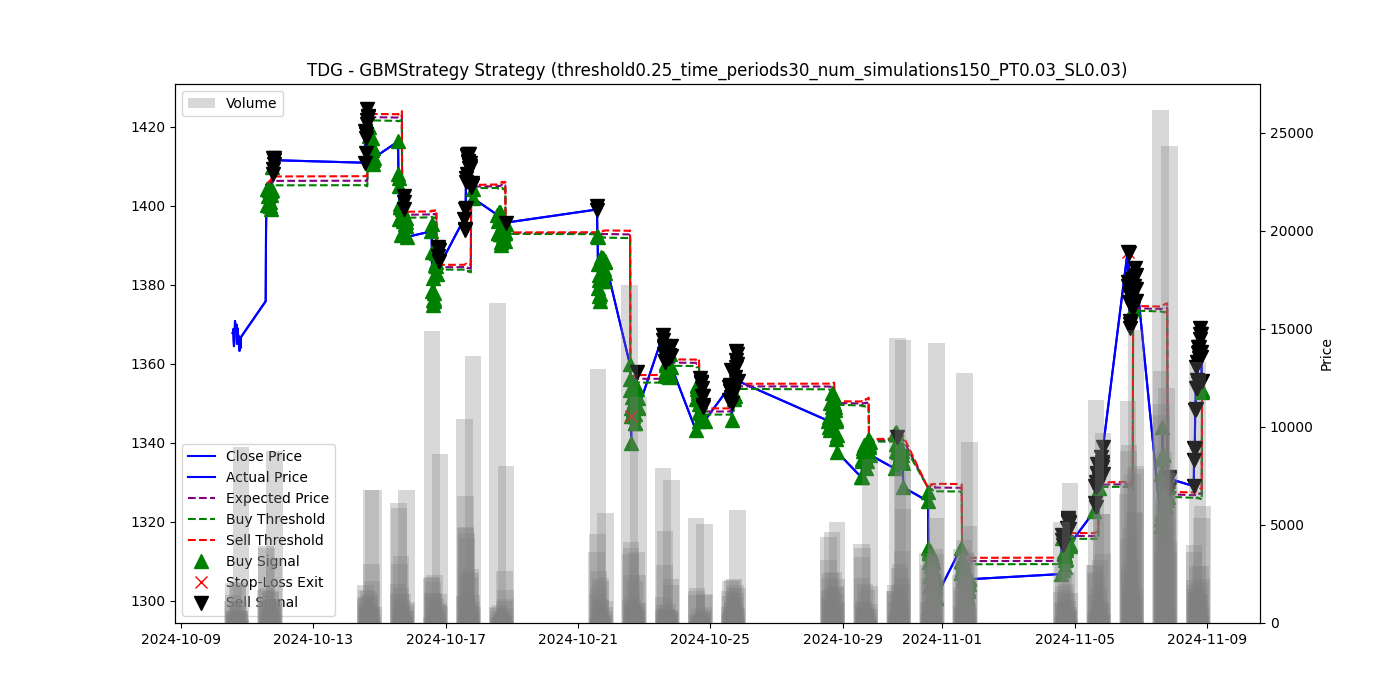 TDG - GBMStrategy Strategy (threshold0.25_time_periods30_num_simulations150_PT0.03_SL0.03)
Volume
1420
1400
1380
1360
1340
1320
1300
25000
20000
15000
10000
5000
0
Price
Close Price
Actual Price
Expected Price
Buy Threshold
Sell Threshold
Buy Signal
Stop-Loss Exit
Sell Signal
2024-10-09
2024-10-13
2024-10-17
2024-10-21
2024-10-25
2024-10-29
2024-11-01
2024-11-05
2024-11-09